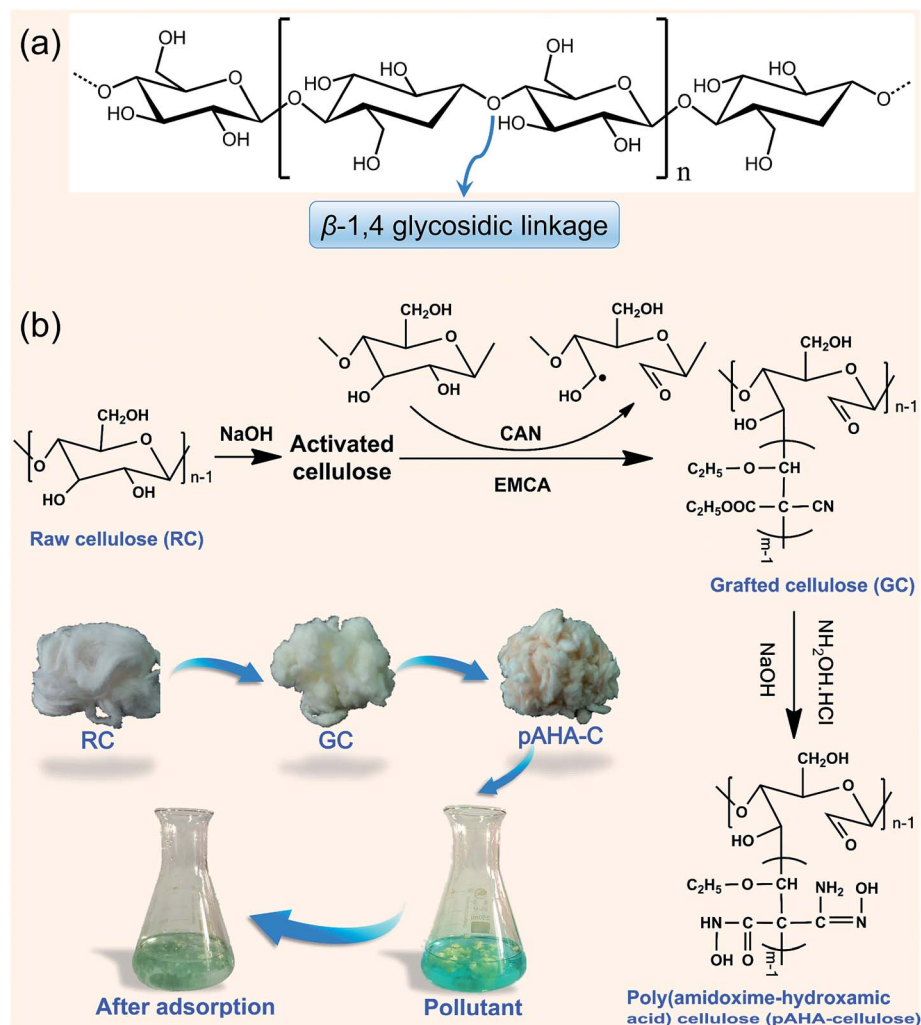 (a)
OH
HO
O
O
HO
OH
O
HO
HO
O
HO
HO
O
HO
OH
O
O
HO
HO
O
HO
n
β-1,4 glycosidic linkage
(b)
CH₂OH
O
O
HO
OH
CH₂OH
O
O
HO
O
CAN
EMCA
CH₂OH
O
O
HO
OH
n-1
Raw cellulose (RC)
NaOH
Activated
cellulose
CH₂OH
O
O
HO
O
n-1
C₂H₅—O—CH
C₂H₅OOC—C—CN
m-1
Grafted cellulose (GC)
NH₂OH.HCl
NaOH
RC
GC
pAHA-C
CH₂OH
O
O
HO
O
n-1
C₂H₅—O—CH
NH₂
OH
HN
C
C
C
N
OH
O
m-1
After adsorption
Pollutant
Poly(amidoxime-hydroxamic
acid) cellulose (pAHA-cellulose)